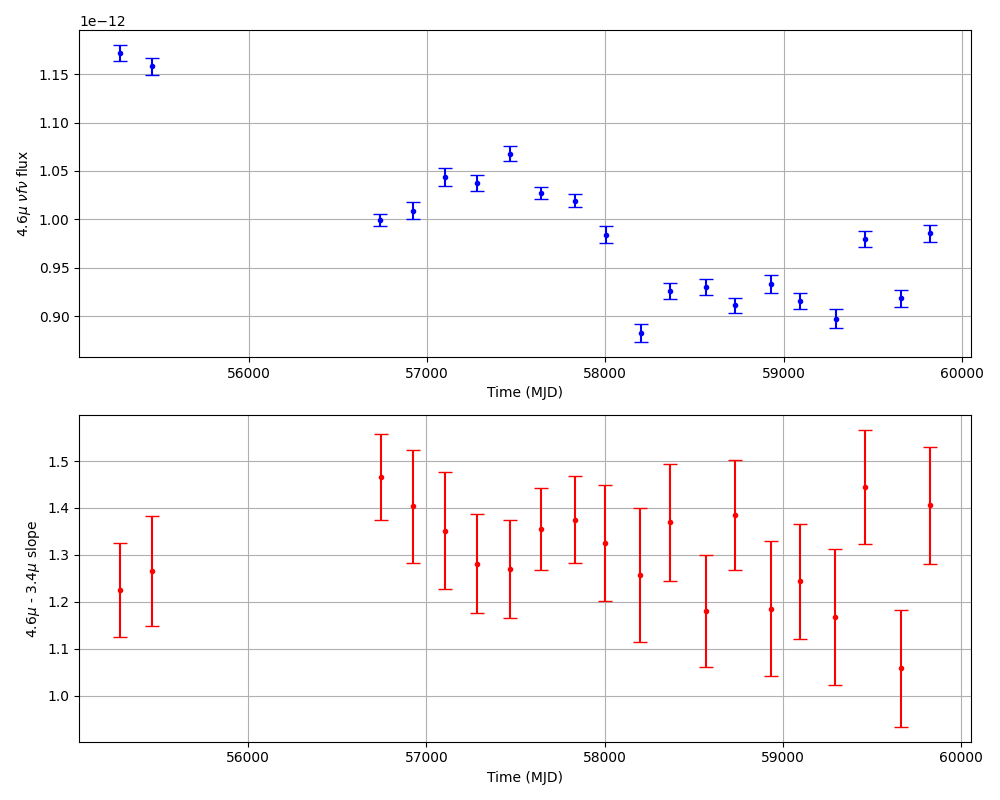 1e−12
1.15
1.10
1.05
1.00
0.95
0.90
4.6μ νfν flux
56000 57000 58000 59000 60000
Time (MJD)
1.5
1.4
1.3
1.2
1.1
1.0
4.6μ - 3.4μ slope
56000 57000 58000 59000 60000
Time (MJD)